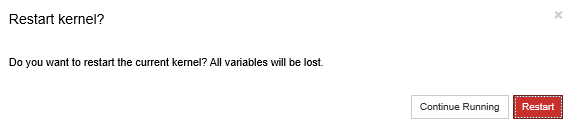 Restart kernel?
Do you want to restart the current kernel? All variables will be lost.
Continue Running
Restart